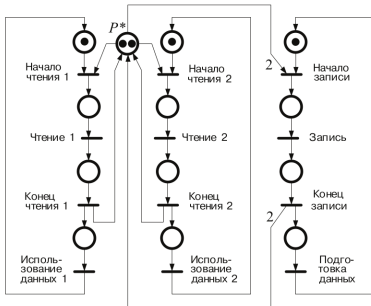 P*
Начало
чтения 1
Начало
чтения 2
2
Начало
записи
Чтение 1
Чтение 2
Запись
Конец
чтения 1
Конец
чтения 2
Конец
записи
2
Исполь-
зование
данных 1
Исполь-
зование
данных 2
Подго-
товка
данных